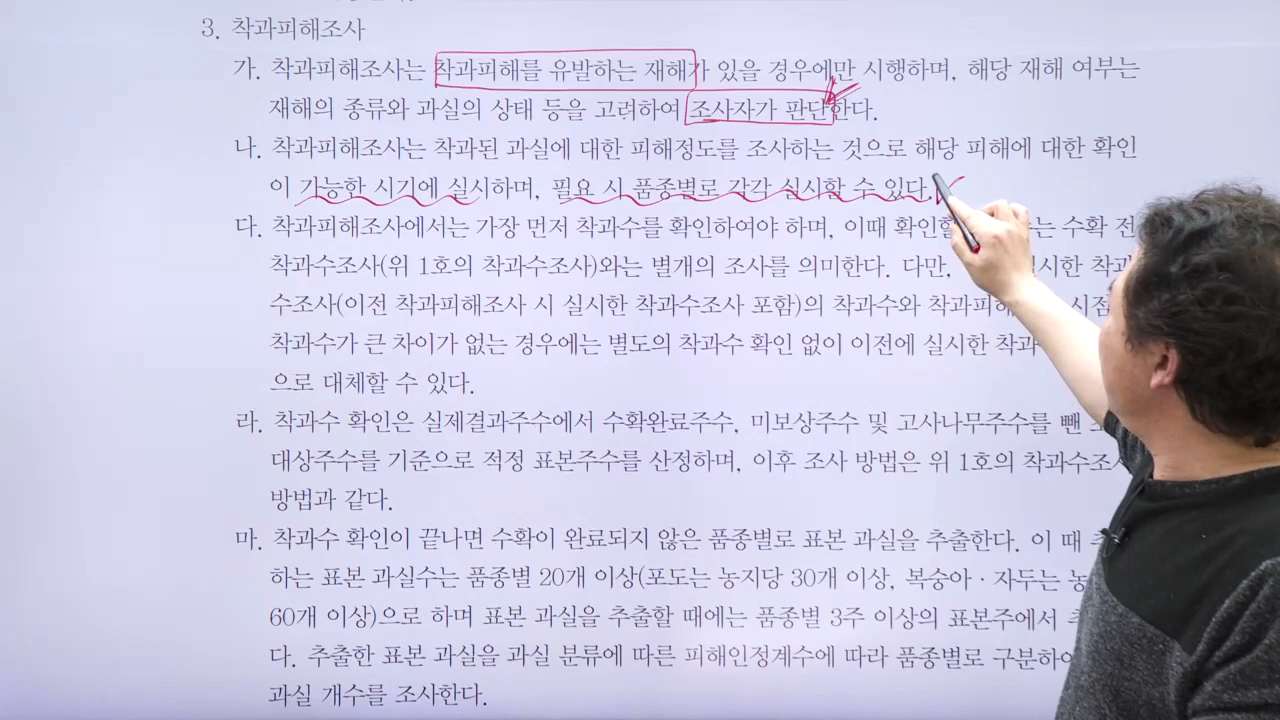 3. 착과피해조사
가. 착과피해조사는 착과피해를 유발하는 재해가 있을 경우에만 시행하며, 해당 재해 여부는
재해의 종류와 과실의 상태 등을 고려하여 조사자가 판단한다.
나. 착과피해조사는 착과된 과실에 대한 피해정도를 조사하는 것으로 해당 피해에 대한 확인
이 가능한 시기에 실시하며, 필요 시 품종별로 각각 실시할 수 있다.
다. 착과피해조사에서는 가장 먼저 착과수를 확인하여야 하며, 이때 확인할 는 수확 전
착과수조사(위 1호의 착과수조사)와는 별개의 조사를 의미한다. 다만,
수조사(이전 착과피해조사 시 실시한 착과수조사 포함)의 착과수와 착과피해 시점
착과수가 큰 차이가 없는 경우에는 별도의 착과수 확인 없이 이전에 실시한 착과
으로 대체할 수 있다.
라. 착과수 확인은 실제결과주수에서 수확완료주수, 미보상주수 및 고사나무주수를 뺀
대상주수를 기준으로 적정 표본주수를 산정하며, 이후 조사 방법은 위 1호의 착과수조사
방법과 같다.
마. 착과수 확인이 끝나면 수확이 완료되지 않은 품종별로 표본 과실을 추출한다. 이 때
하는 표본 과실수는 품종별 20개 이상(포도는 농지당 30개 이상, 복숭아·자두는
60개 이상)으로 하며 표본 과실을 추출할 때에는 품종별 3주 이상의 표본주에서
다. 추출한 표본 과실을 과실 분류에 따른 피해인정계수에 따라 품종별로 구분하여
과실 개수를 조사한다.